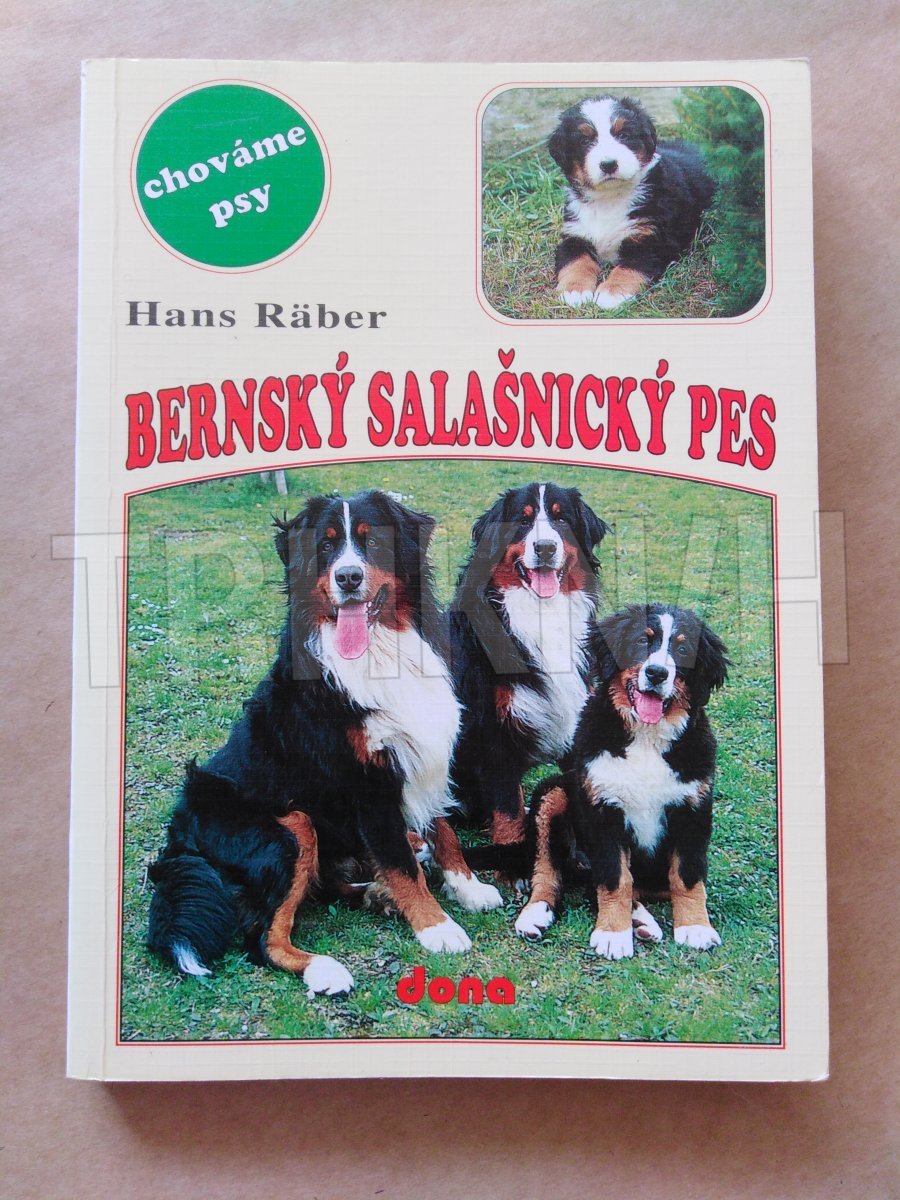 chováme
psy
Hans Räber
BERNSKÝ SALAŠNICKÝ PES
dona